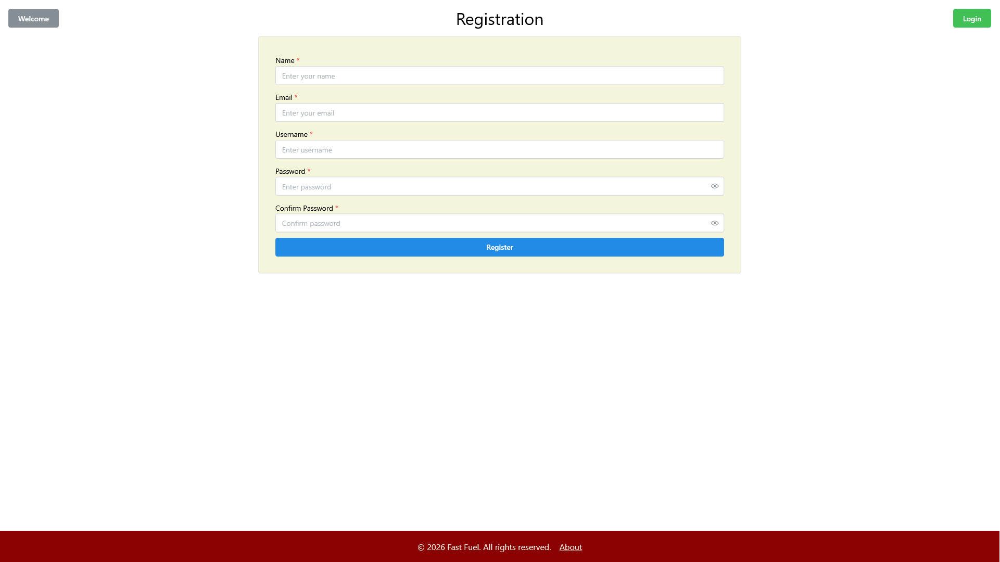 Welcome
Registration
Login
Name *
Enter your name
Email *
Enter your email
Username *
Enter username
Password *
Enter password
Confirm Password *
Confirm password
Register
© 2026 Fast Fuel. All rights reserved. About